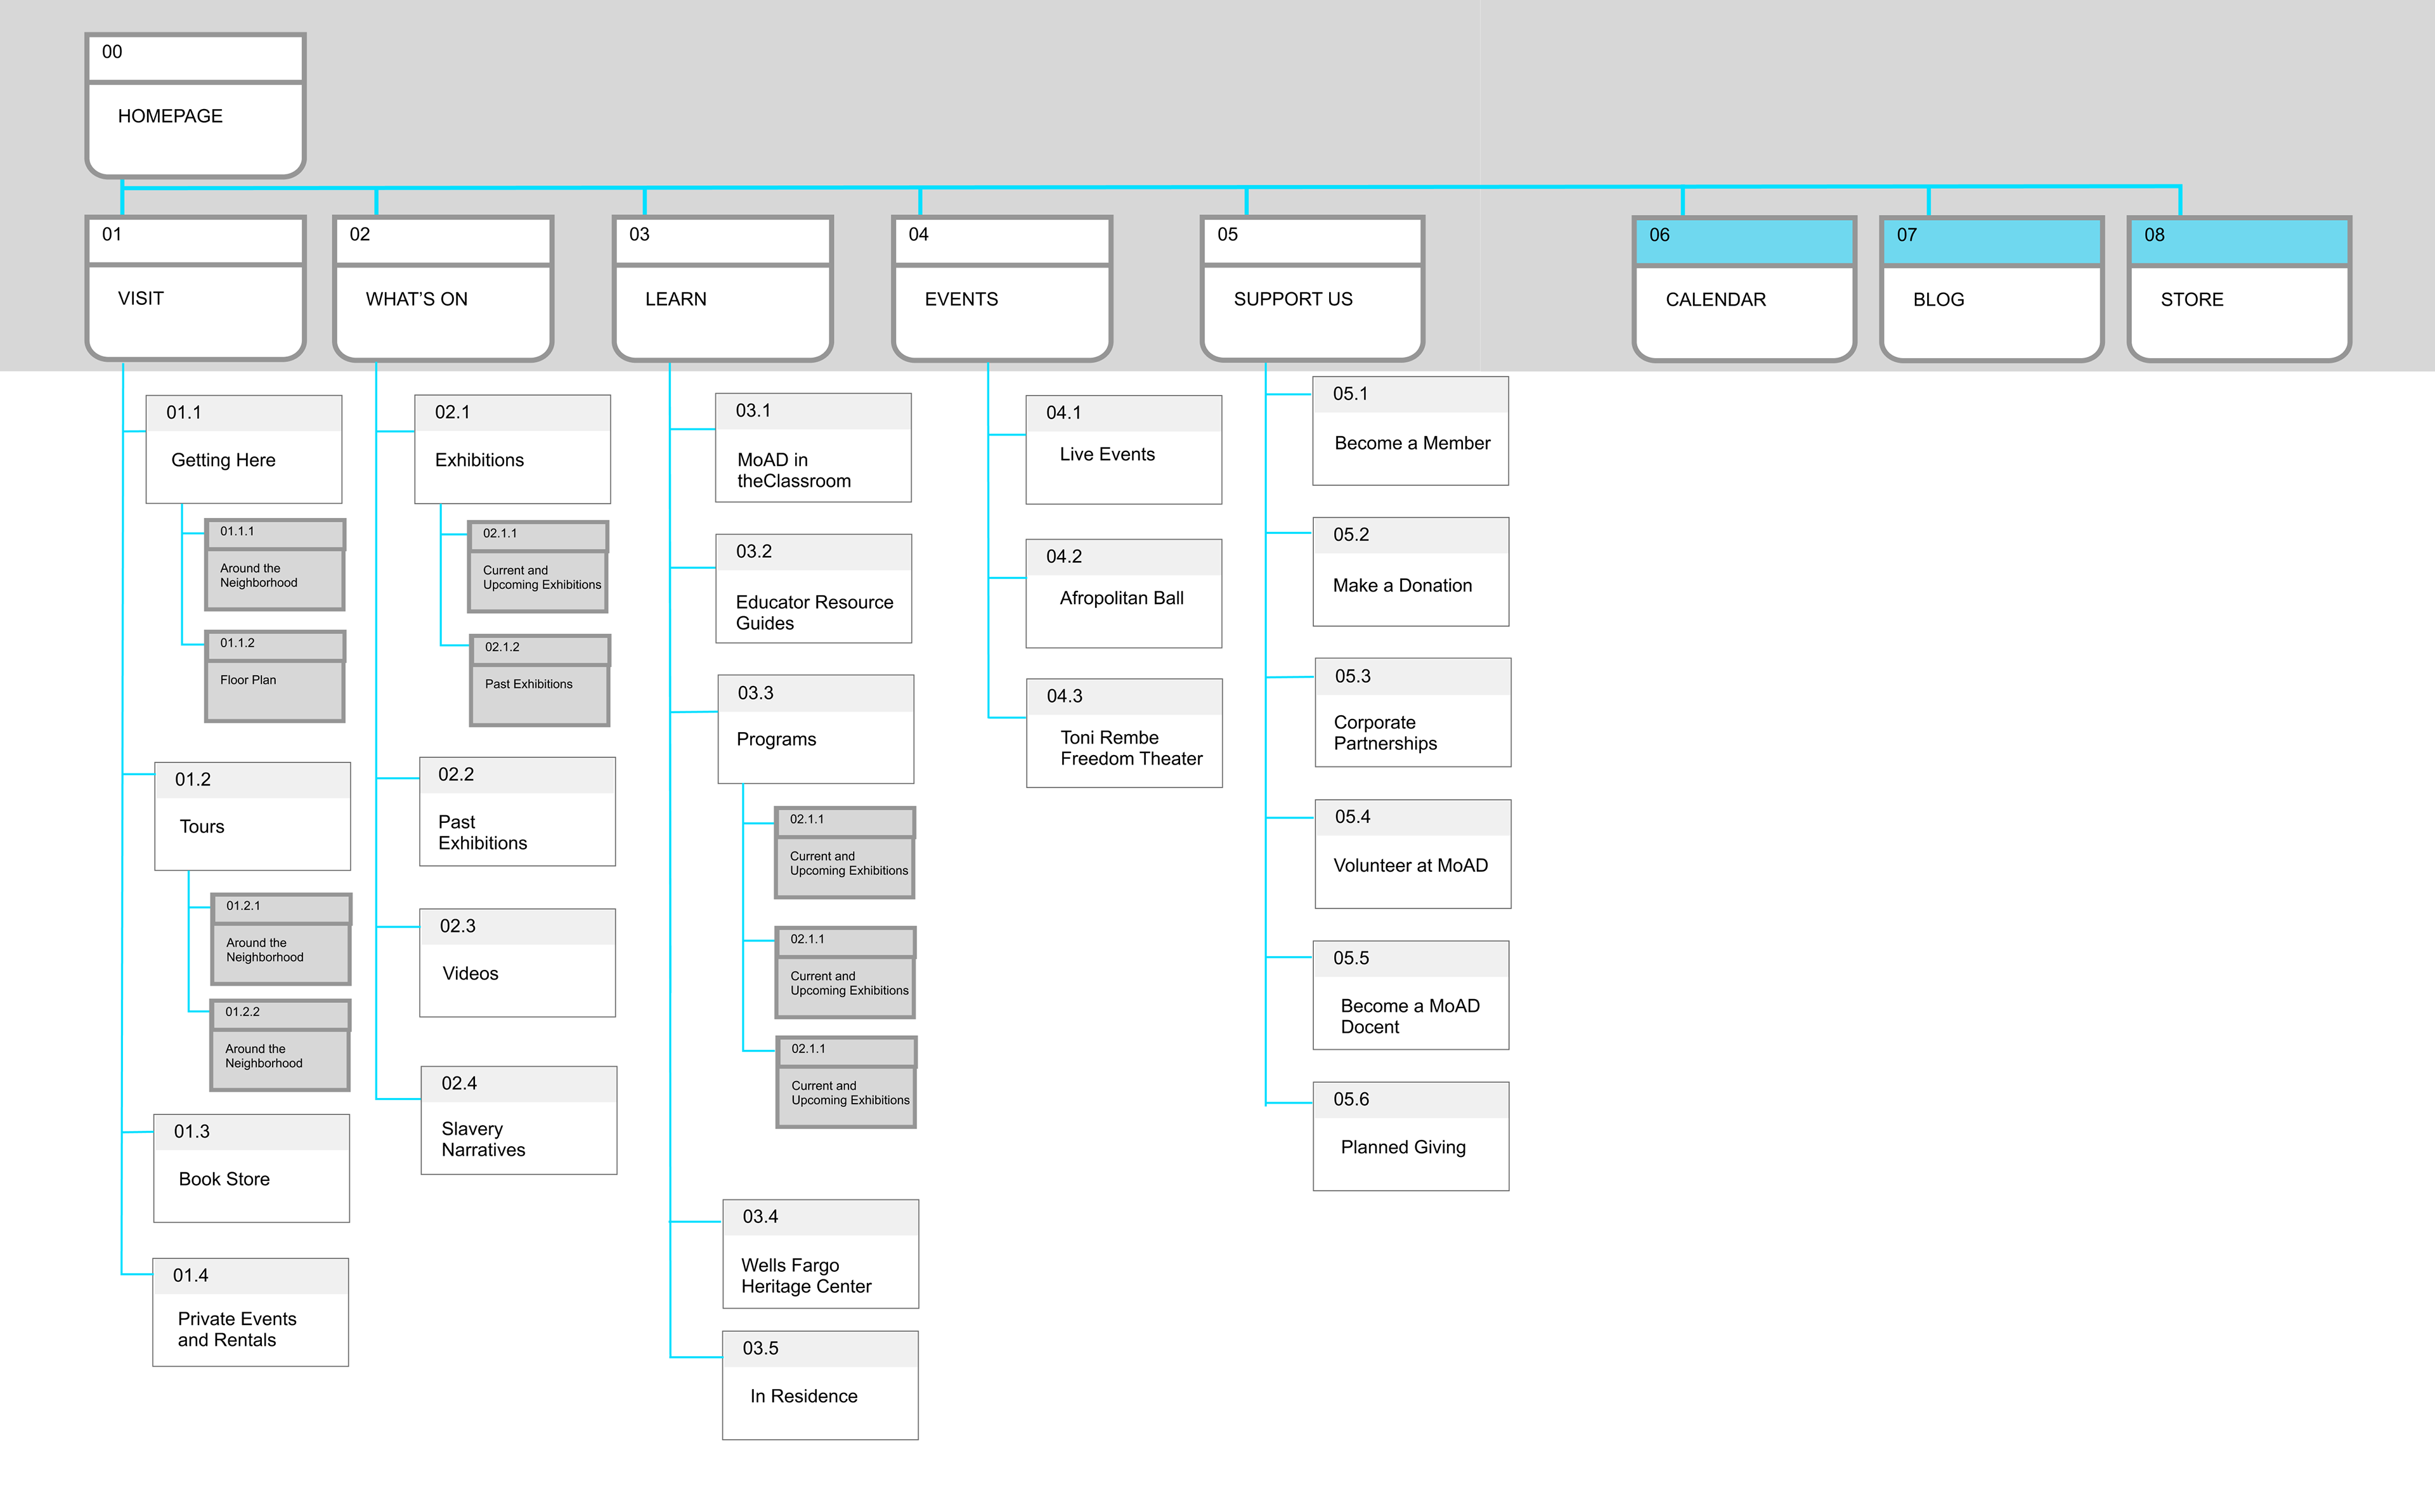 00
HOMEPAGE
01
VISIT
02
WHAT'S ON
03
LEARN
04
EVENTS
05
SUPPORT US
06
CALENDAR
07
BLOG
08
STORE
01.1
Getting Here
01.1.1
Around the
Neighborhood
01.1.2
Floor Plan
01.2
Tours
01.2.1
Around the
Neighborhood
01.2.2
Around the
Neighborhood
01.3
Book Store
01.4
Private Events
and Rentals
02.1
Exhibitions
02.1.1
Current and
Upcoming Exhibitions
02.1.2
Past Exhibitions
02.2
Past
Exhibitions
02.3
Videos
02.4
Slavery
Narratives
03.1
MoAD in
theClassroom
03.2
Educator Resource
Guides
03.3
Programs
02.1.1
Current and
Upcoming Exhibitions
02.1.1
Current and
Upcoming Exhibitions
02.1.1
Current and
Upcoming Exhibitions
03.4
Wells Fargo
Heritage Center
03.5
In Residence
04.1
Live Events
04.2
Afropolitan Ball
04.3
Toni Rembe
Freedom Theater
05.1
Become a Member
05.2
Make a Donation
05.3
Corporate
Partnerships
05.4
Volunteer at MoAD
05.5
Become a MoAD
Docent
05.6
Planned Giving